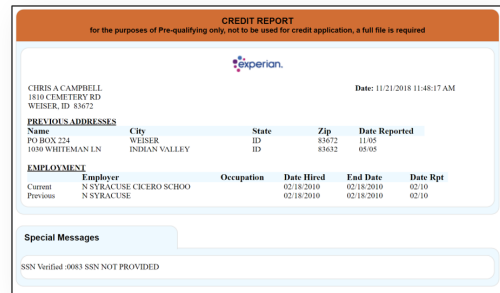 CREDIT REPORT
for the purposes of Pre-qualifying only, not to be used for credit application, a full file is required
experian.
CHRIS A CAMPBELL
1810 CEMETERY RD
WEISER, ID 83672
Date: 11/21/2018 11:48:17 AM
PREVIOUS ADDRESSES
Name City State Zip Date Reported
PO BOX 224 WEISER ID 83672 11/05
1030 WHITEMAN LN INDIAN VALLEY ID 83632 05/05
EMPLOYMENT
Employer Occupation Date Hired End Date Date Rpt
Current N SYRACUSE CICERO SCHOO 02/18/2010 02/18/2010 02/10
Previous N SYRACUSE 02/18/2010 02/18/2010 02/10
Special Messages
SSN Verified :0083 SSN NOT PROVIDED